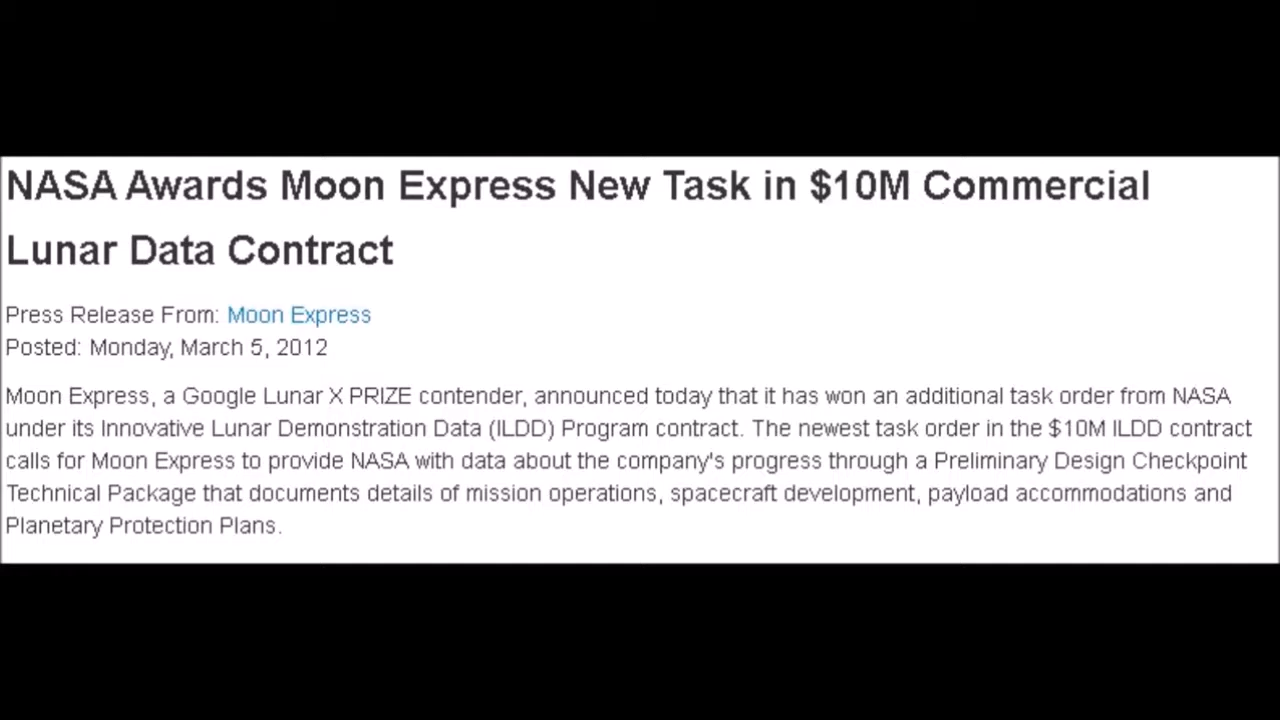 NASA Awards Moon Express New Task in $10M Commercial
Lunar Data Contract
Press Release From: Moon Express
Posted: Monday, March 5, 2012
Moon Express, a Google Lunar X PRIZE contender, announced today that it has won an additional task order from NASA
under its Innovative Lunar Demonstration Data (ILDD) Program contract. The newest task order in the $10M ILDD contract
calls for Moon Express to provide NASA with data about the company's progress through a Preliminary Design Checkpoint
Technical Package that documents details of mission operations, spacecraft development, payload accommodations and
Planetary Protection Plans.